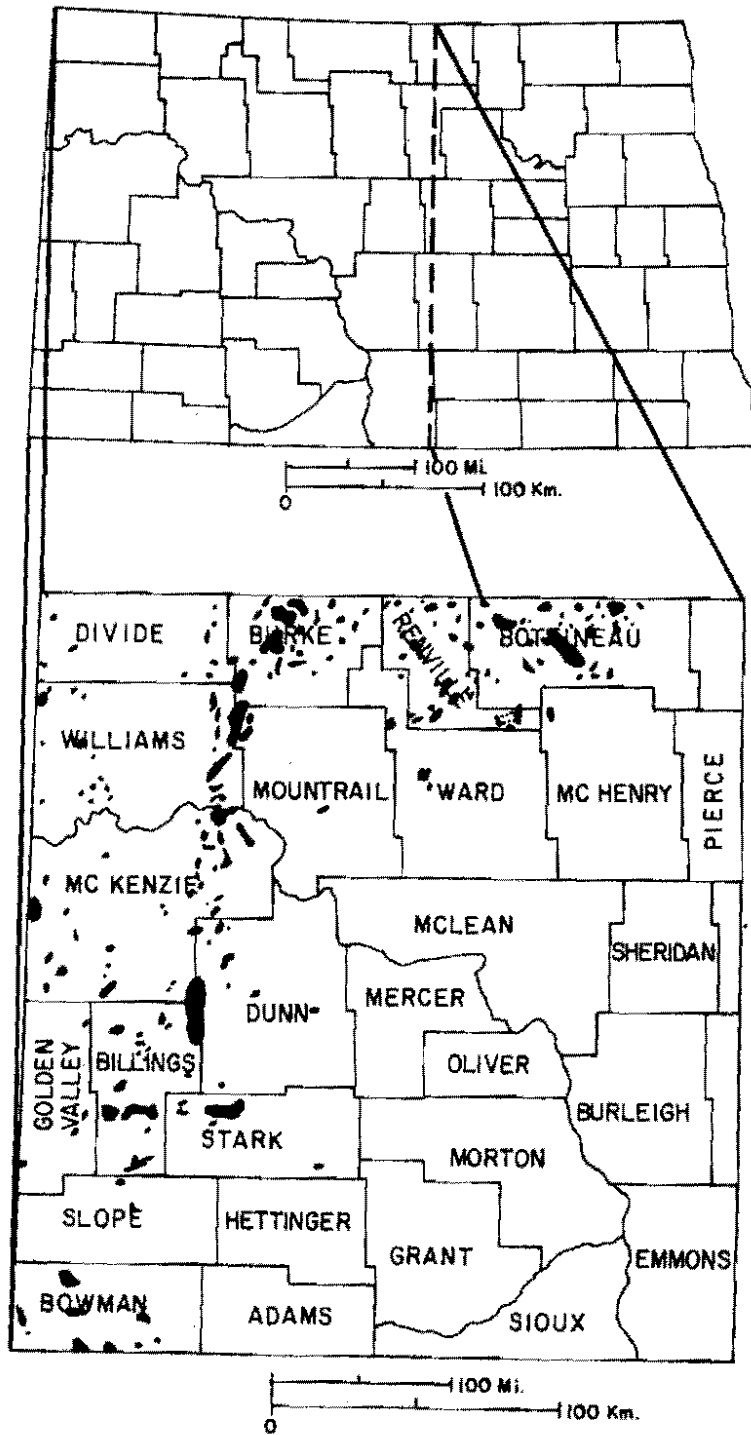 100 Mi.
0 100 Km.
DIVIDE BURKE RENVILLE BOTTINEAU
WILLIAMS
MOUNTRAIL WARD MC HENRY PIERCE
MC KENZIE
MCLEAN
SHERIDAN
MERCER
DUNN
GOLDEN
VALLEY
BILLINGS
OLIVER
BURLEIGH
STARK
MORTON
SLOPE HETTINGER
GRANT
EMMONS
BOWMAN
ADAMS
SIOUX
100 Mi.
0 100 Km.